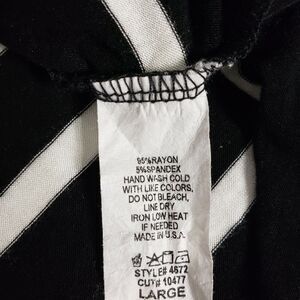 95%RAYON
5%SPANDEX
HAND WASH COLD
WITH LIKE COLORS,
DO NOT BLEACH,
LINE DRY
IRON LOW HEAT
IF NEEDED
MADE IN U.S.A.
STYLE# 4672
CUT# 10477
LARGE